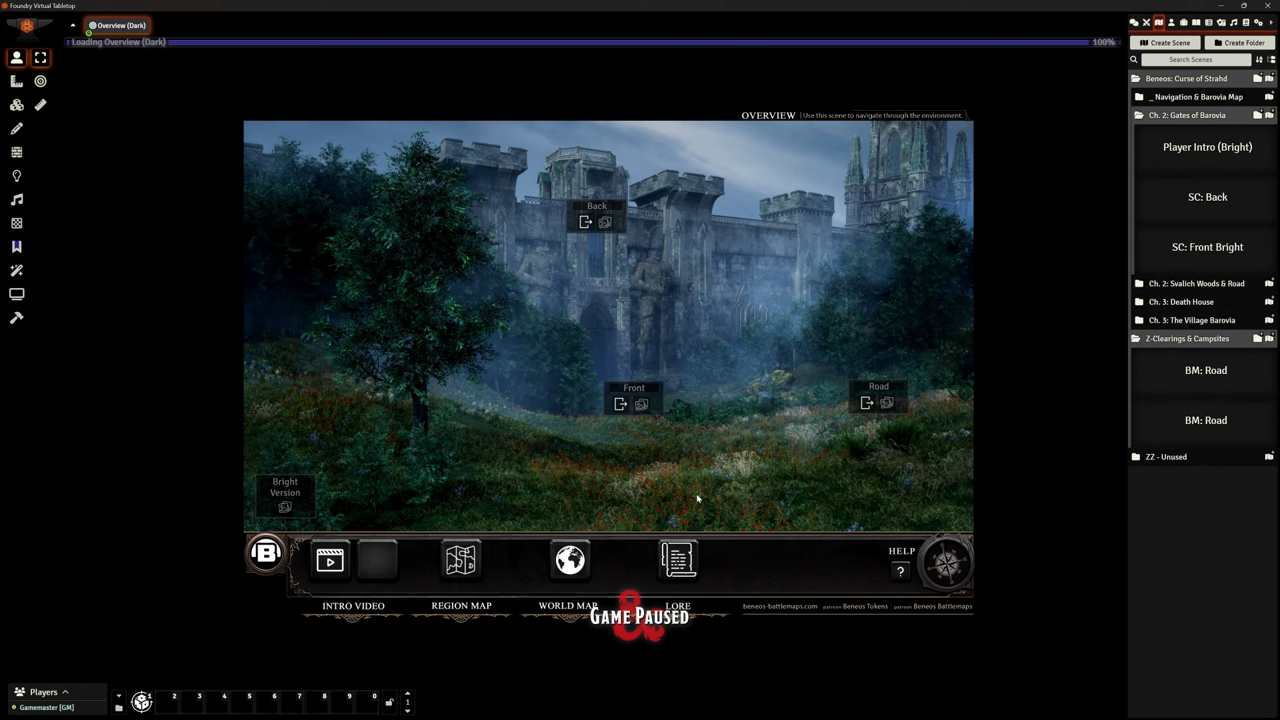 Foundry Virtual Tabletop
Overview (Dark)
Loading Overview (Dark) 100%
Create Scene
Create Folder
Search Scenes
Beneos: Curse of Strahd
_ Navigation & Barovia Map
Ch. 2: Gates of Barovia
Player Intro (Bright)
SC: Back
SC: Front Bright
Ch. 2: Svalich Woods & Road
Ch. 3: Death House
Ch. 3: The Village Barovia
Z-Clearings & Campsites
BM: Road
BM: Road
ZZ - Unused
OVERVIEW | Use this scene to navigate through the environment.
Back
Front
Road
Bright
Version
B
HELP
?
INTRO VIDEO
REGION MAP
WORLD MAP
LORE
GAME PAUSED
beneos-battlemaps.com patreon Beneos Tokens patreon Beneos Battlemaps
Players
Gamemaster [GM]
1 2 3 4 5 6 7 8 9 0
1